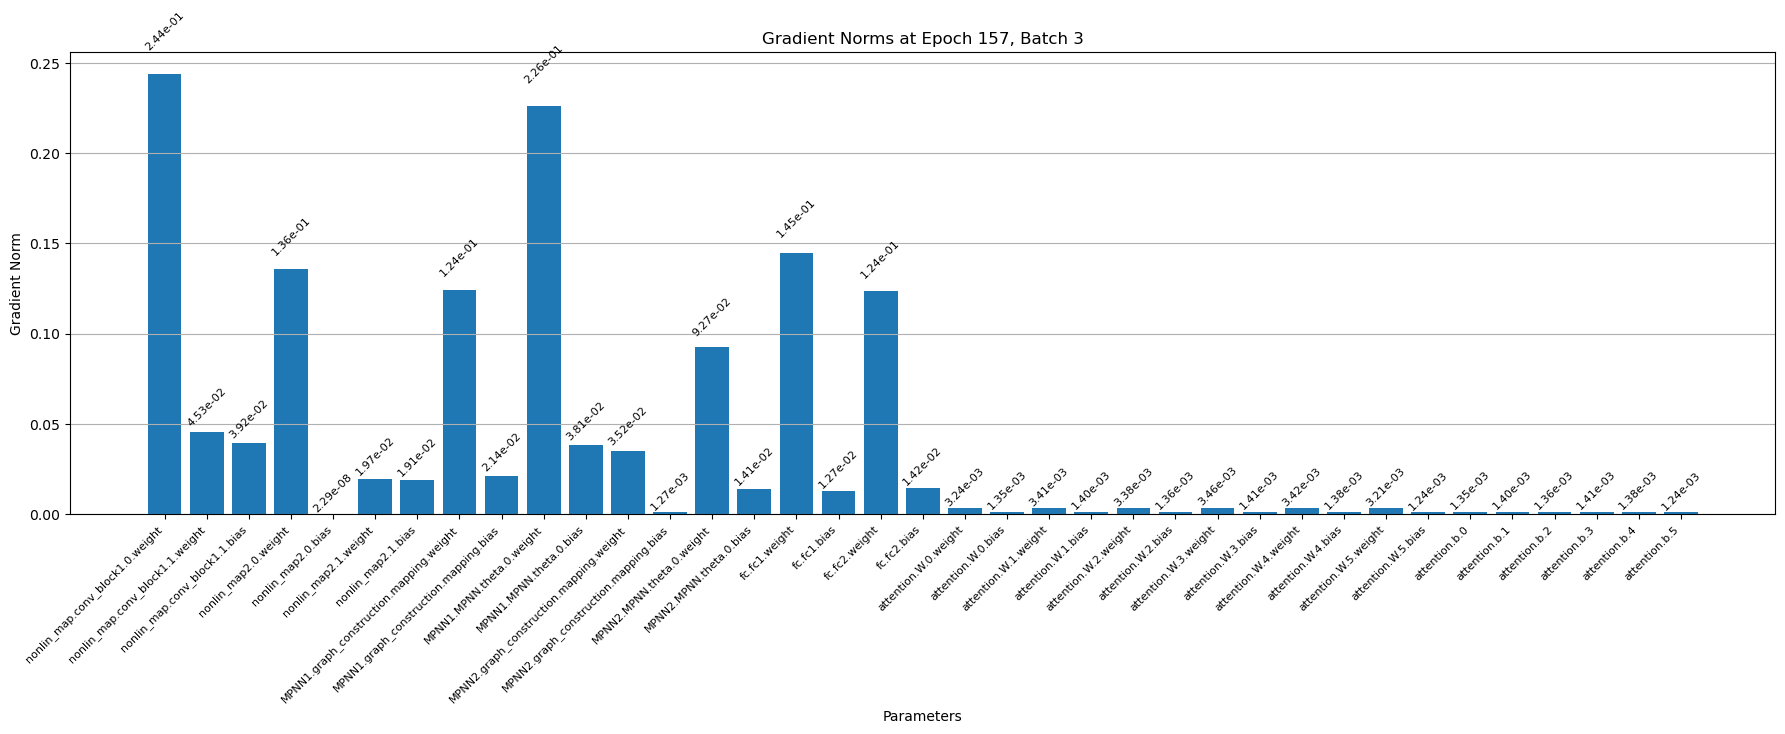 Gradient Norms at Epoch 157, Batch 3
Gradient Norm
0.25
0.20
0.15
0.10
0.05
0.00
2.44e-01
4.53e-02
3.92e-02
1.36e-01
2.29e-08
1.97e-02
1.91e-02
1.24e-01
2.14e-02
2.26e-01
3.81e-02
3.52e-02
1.27e-03
9.27e-02
1.41e-02
1.45e-01
1.27e-02
1.24e-01
1.42e-02
3.24e-03
1.35e-03
3.41e-03
1.40e-03
3.38e-03
1.36e-03
3.46e-03
1.41e-03
3.42e-03
1.38e-03
3.21e-03
1.24e-03
1.35e-03
1.40e-03
1.36e-03
1.41e-03
1.38e-03
1.24e-03
nonlin_map.conv_block1.0.weight
nonlin_map.conv_block1.1.weight
nonlin_map.conv_block1.1.bias
nonlin_map2.0.weight
nonlin_map2.0.bias
nonlin_map2.1.weight
nonlin_map2.1.bias
MPNN1.graph_construction.mapping.weight
MPNN1.graph_construction.mapping.bias
MPNN1.MPNN.theta.0.weight
MPNN1.MPNN.theta.0.bias
MPNN2.graph_construction.mapping.weight
MPNN2.graph_construction.mapping.bias
MPNN2.MPNN.theta.0.weight
MPNN2.MPNN.theta.0.bias
fc.fc1.weight
fc.fc1.bias
fc.fc2.weight
fc.fc2.bias
attention.W.0.weight
attention.W.0.bias
attention.W.1.weight
attention.W.1.bias
attention.W.2.weight
attention.W.2.bias
attention.W.3.weight
attention.W.3.bias
attention.W.4.weight
attention.W.4.bias
attention.W.5.weight
attention.W.5.bias
attention.b.0
attention.b.1
attention.b.2
attention.b.3
attention.b.4
attention.b.5
Parameters